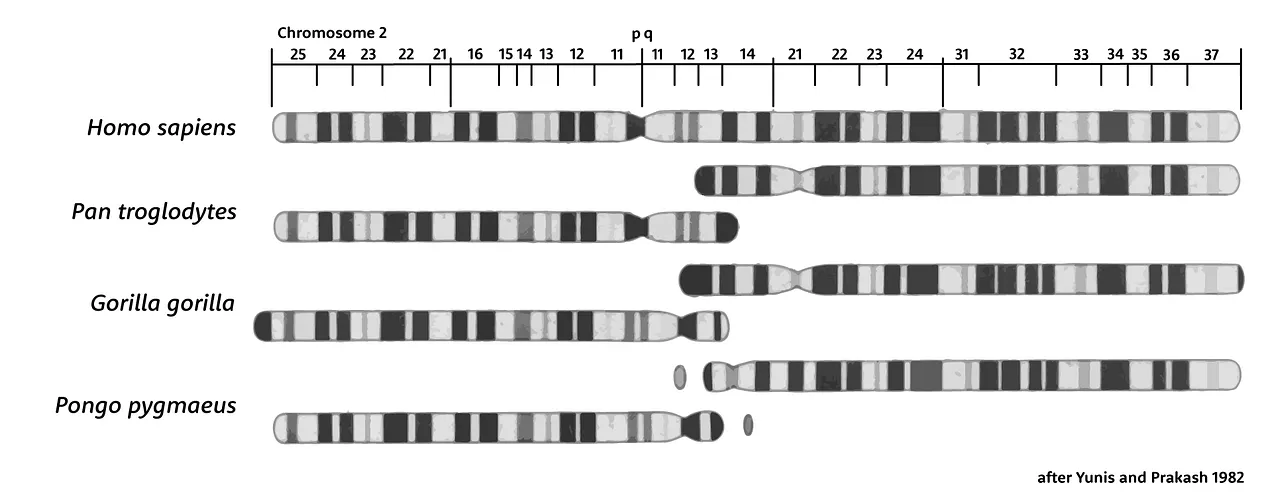 Chromosome 2
p q
25 24 23 22 21 16 15 14 13 12 11 11 12 13 14 21 22 23 24 31 32 33 34 35 36 37
Homo sapiens
Pan troglodytes
Gorilla gorilla
Pongo pygmaeus
after Yunis and Prakash 1982